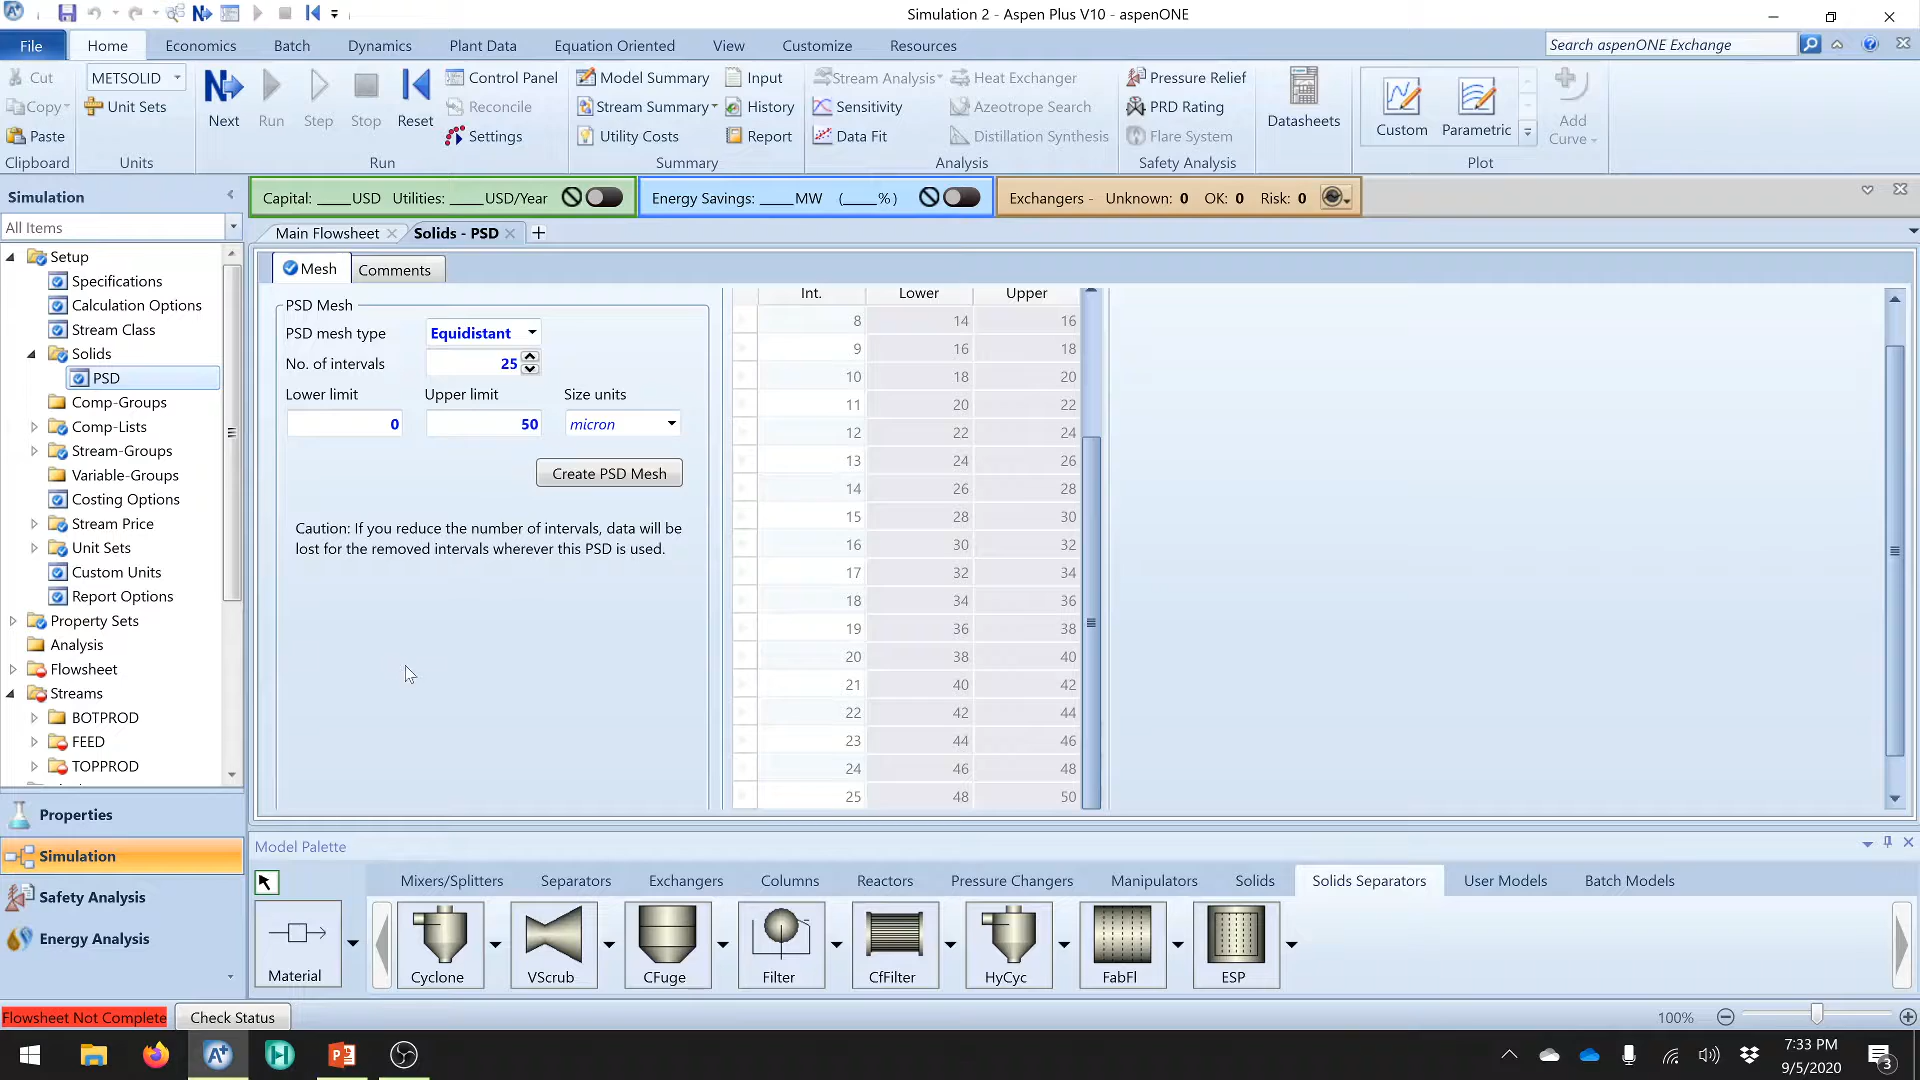 Simulation 2 - Aspen Plus V10 - aspenONE
File Home Economics Batch Dynamics Plant Data Equation Oriented View Customize Resources Search aspenONE Exchange
Cut METSOLID Control Panel Model Summary Input Stream Analysis Heat Exchanger Pressure Relief
Copy Unit Sets Next Run Step Stop Reset Reconcile Stream Summary History Sensitivity Azeotrope Search PRD Rating Datasheets Custom Parametric Add Curve
Paste Settings Utility Costs Report Data Fit Distillation Synthesis Flare System
Clipboard Units Run Summary Analysis Safety Analysis Plot
Simulation
Capital: _____USD Utilities: _____USD/Year Energy Savings: _____MW (_____%) Exchangers - Unknown: 0 OK: 0 Risk: 0
All Items
Main Flowsheet Solids - PSD +
Setup
Specifications
Calculation Options
Stream Class
Solids
PSD
Comp-Groups
Comp-Lists
Stream-Groups
Variable-Groups
Costing Options
Stream Price
Unit Sets
Custom Units
Report Options
Property Sets
Analysis
Flowsheet
Streams
BOTPROD
FEED
TOPPROD
Properties
Simulation
Safety Analysis
Energy Analysis
Mesh Comments
PSD Mesh
PSD mesh type Equidistant
No. of intervals 25
Lower limit Upper limit Size units
0 50 micron
Create PSD Mesh
Caution: If you reduce the number of intervals, data will be
lost for the removed intervals wherever this PSD is used.
Int. Lower Upper
8 14 16
9 16 18
10 18 20
11 20 22
12 22 24
13 24 26
14 26 28
15 28 30
16 30 32
17 32 34
18 34 36
19 36 38
20 38 40
21 40 42
22 42 44
23 44 46
24 46 48
25 48 50
Model Palette
Mixers/Splitters Separators Exchangers Columns Reactors Pressure Changers Manipulators Solids Solids Separators User Models Batch Models
Material Cyclone VScrub CFuge Filter CfFilter HyCyc FabFl ESP
Flowsheet Not Complete Check Status 100%
7:33 PM
9/5/2020
3